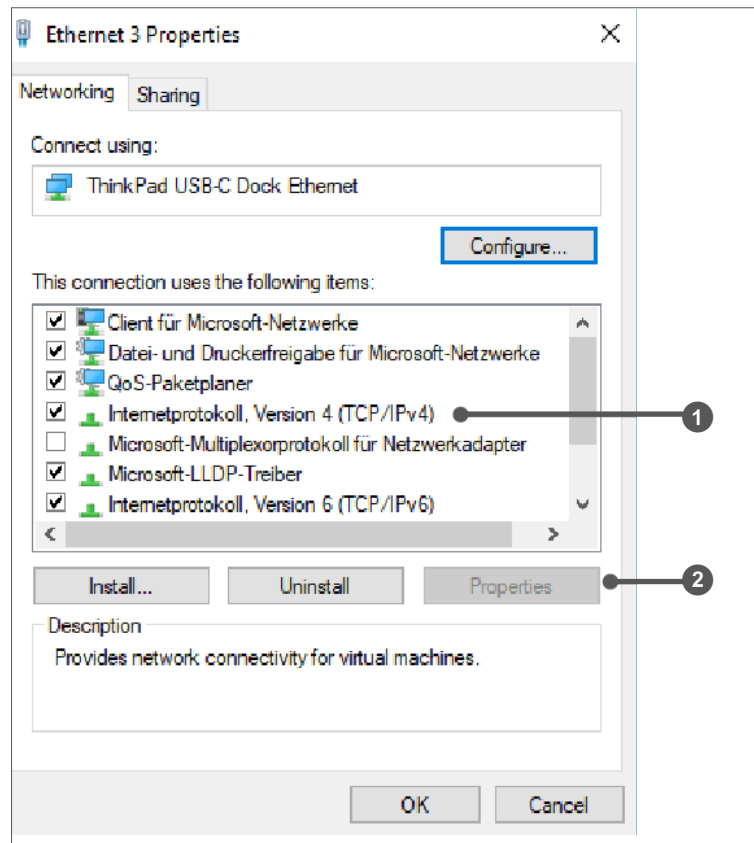 Ethernet 3 Properties
Networking
Sharing
Connect using:
ThinkPad USB-C Dock Ethernet
Configure...
This connection uses the following items:
Client für Microsoft-Netzwerke
Datei- und Druckerfreigabe für Microsoft-Netzwerke
QoS-Paketplaner
Internetprotokoll, Version 4 (TCP/IPv4)
1
Microsoft-Multiplexorprotokoll für Netzwerkadapter
Microsoft-LLDP-Treiber
Internetprotokoll, Version 6 (TCP/IPv6)
Install...
Uninstall
Properties
2
Description
Provides network connectivity for virtual machines.
OK
Cancel